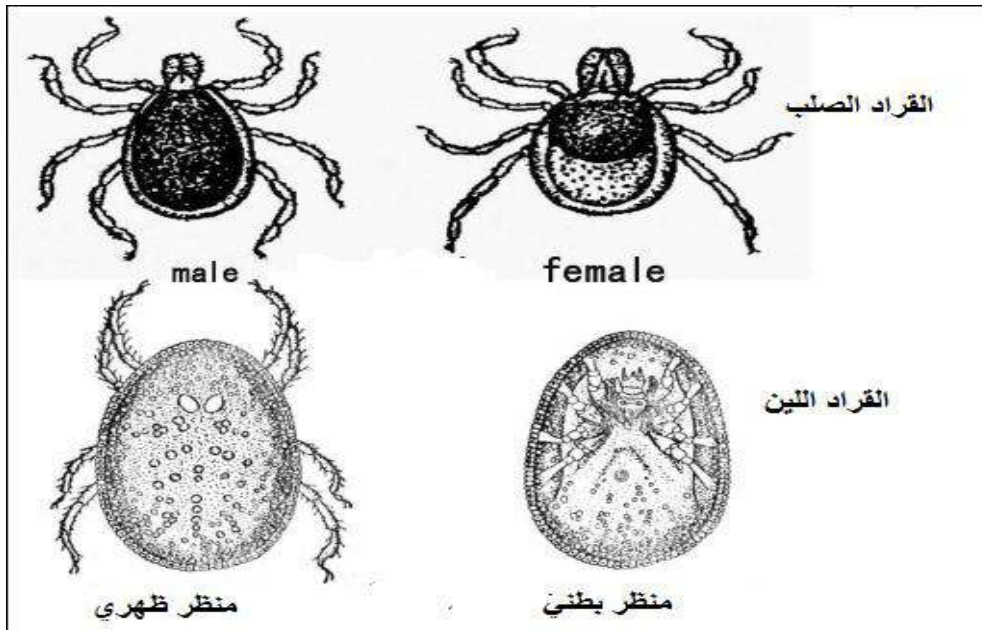 القراد الصلب
male
female
القراد اللين
منظر ظهري
منظر بطني